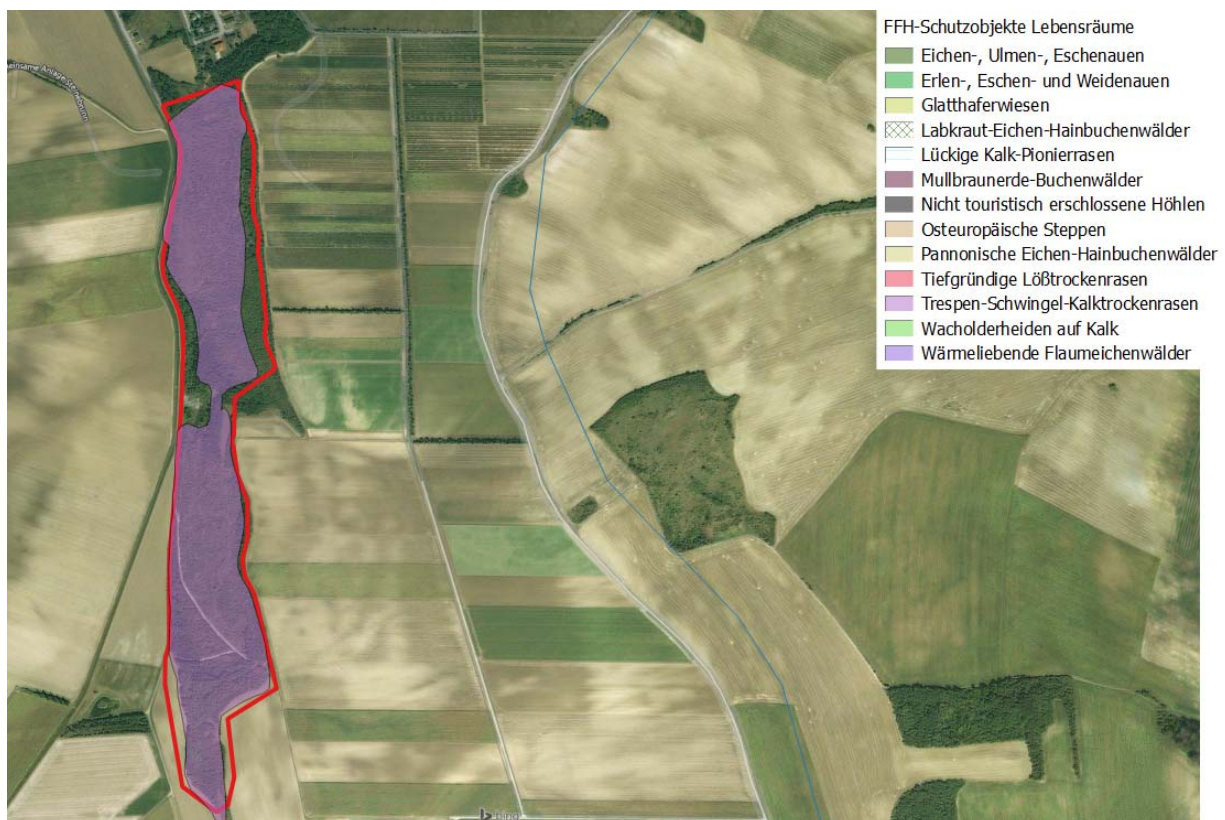 FFH-Schutzobjekte Lebensräume
Eichen-, Ulmen-, Eschenauen
Erlen-, Eschen- und Weidenauen
Glatthaferwiesen
Labkraut-Eichen-Hainbuchenwälder
Lückige Kalk-Pionierrasen
Mullbraunerde-Buchenwälder
Nicht touristisch erschlossene Höhlen
Osteuropäische Steppen
Pannonische Eichen-Hainbuchenwälder
Tiefgründige Lößtrockenrasen
Trespen-Schwingel-Kalktrockenrasen
Wacholderheiden auf Kalk
Wärmeliebende Flaumeichenwälder